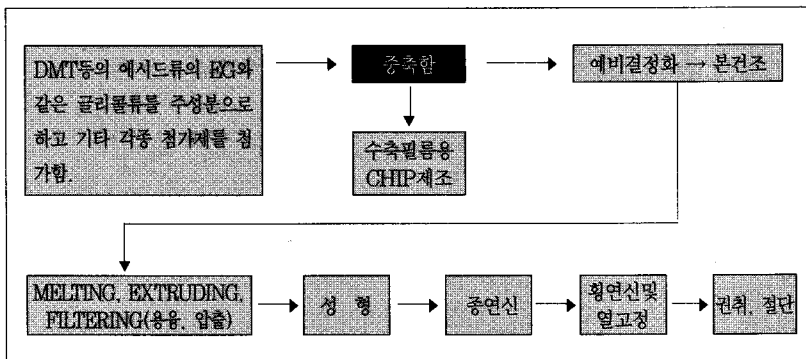 DMT등의 애시드류의 EG와
같은 글리콜류를 주성분으로
하고 기타 각종 첨가제를 첨
가함.
중축합
예비결정화 → 본건조
수축필름용
CHIP제조
MELTING, EXTRUDING,
FILTERING(용융, 압출)
성 형
종연신
횡연신및
열고정
권취, 절단